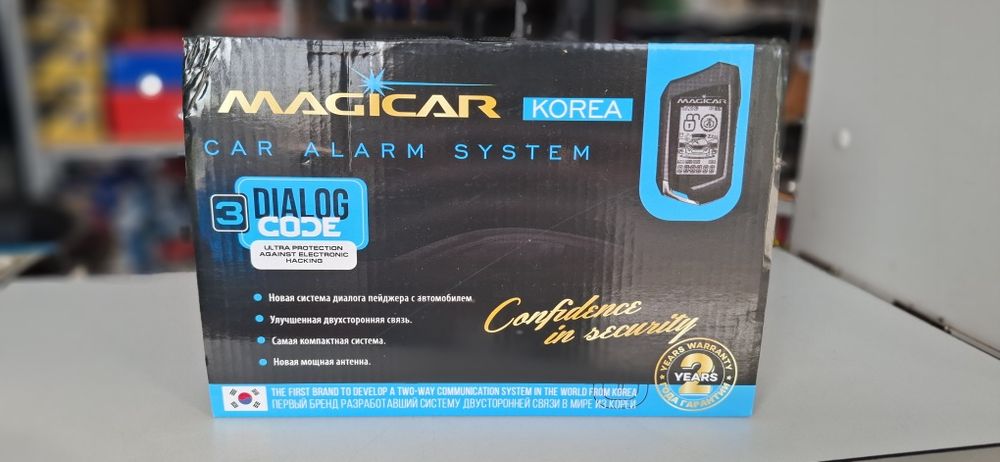 MAGICAR KOREA
CAR ALARM SYSTEM
MAGICAR
3 DIALOG
CODE
ULTRA PROTECTION
AGAINST ELECTRONIC
HACKING
Новая система диалога пейджера с автомобилем
Улучшенная двухсторонняя связь.
Самая компактная система.
Новая мощная антенна.
Confidence
in security
YEARS WARRANTY
2
YEARS
ГОДА ГАРАНТИИ
THE FIRST BRAND TO DEVELOP A TWO-WAY COMMUNICATION SYSTEM IN THE WORLD FROM KOREA
ПЕРВЫЙ БРЕНД РАЗРАБОТАВШИЙ СИСТЕМУ ДВУСТОРОННЕЙ СВЯЗИ В МИРЕ ИЗ КОРЕИ